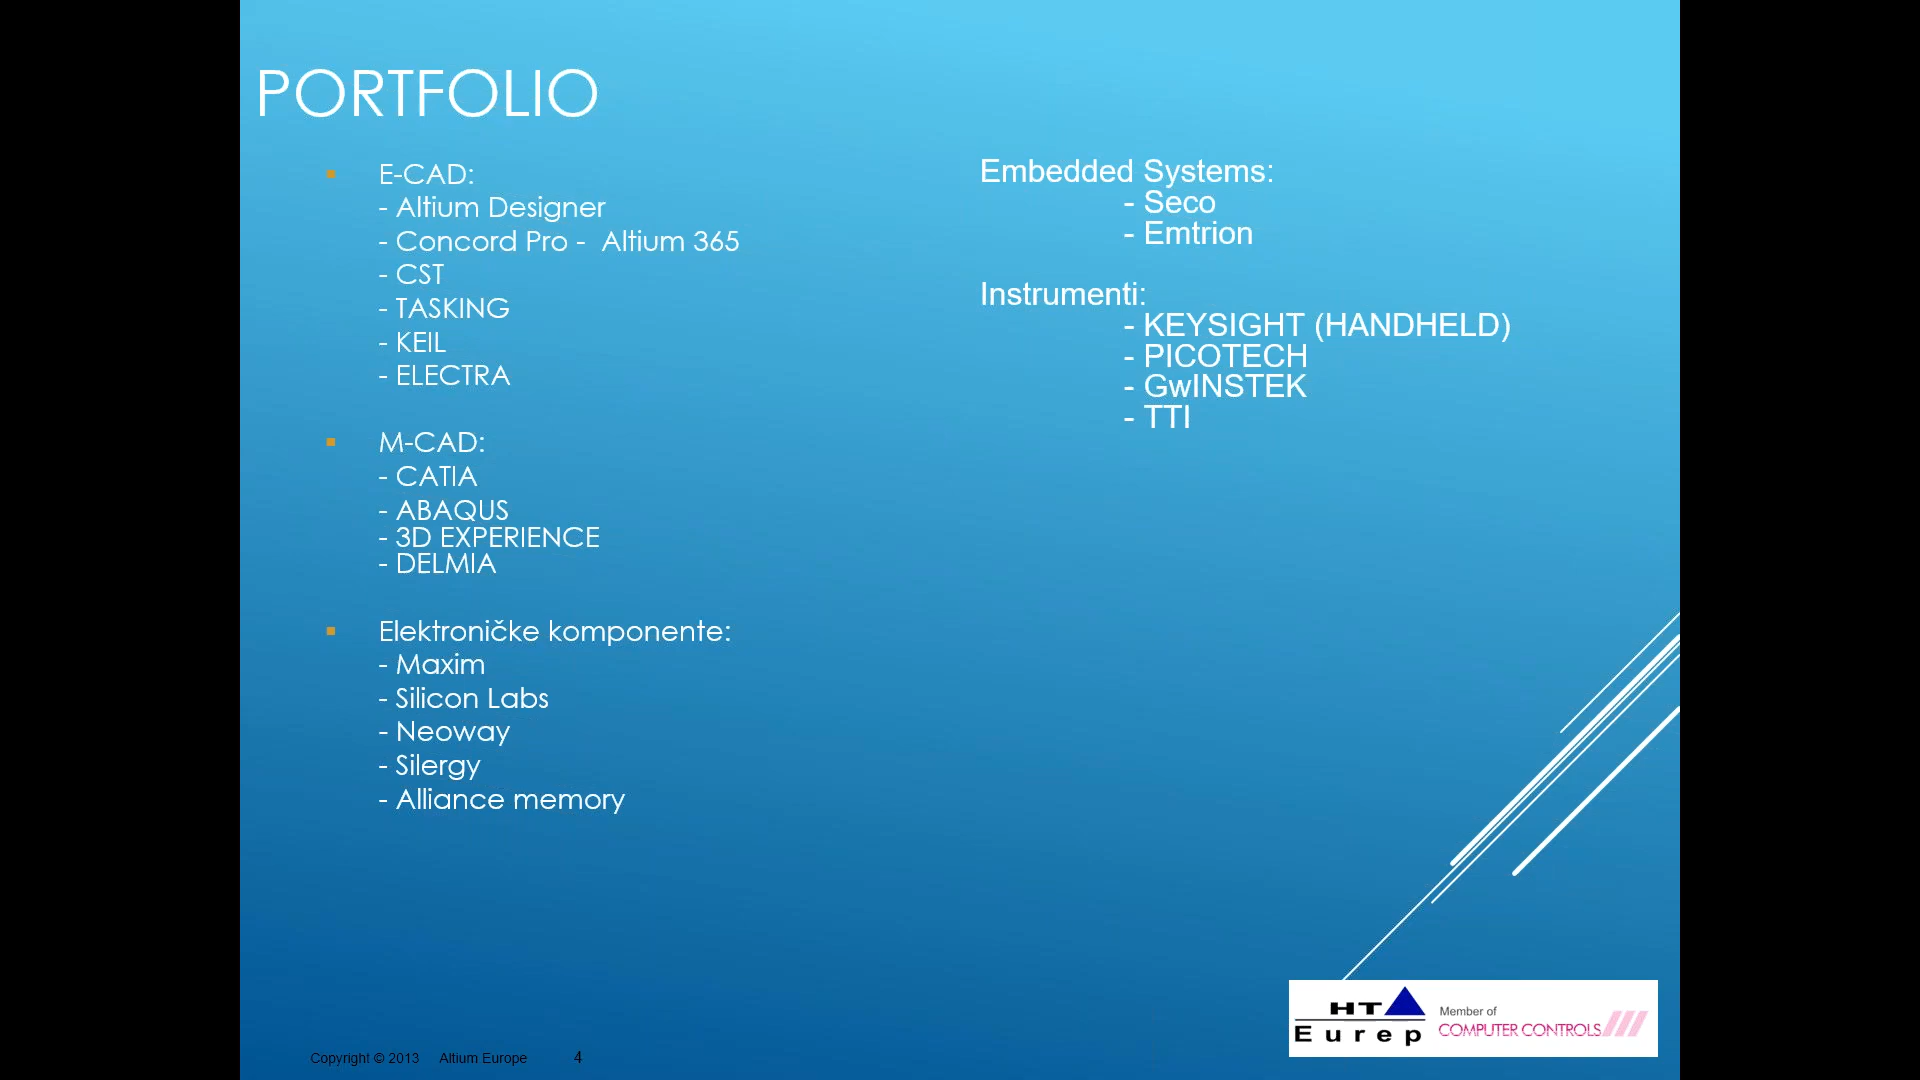 PORTFOLIO
E-CAD:
- Altium Designer
- Concord Pro - Altium 365
- CST
- TASKING
- KEIL
- ELECTRA
M-CAD:
- CATIA
- ABAQUS
- 3D EXPERIENCE
- DELMIA
Elektroničke komponente:
- Maxim
- Silicon Labs
- Neoway
- Silergy
- Alliance memory
Embedded Systems:
- Seco
- Emtrion
Instrumenti:
- KEYSIGHT (HANDHELD)
- PICOTECH
- GwINSTEK
- TTI
HT
Eurep
Member of
COMPUTER CONTROLS
Copyright © 2013 Altium Europe 4